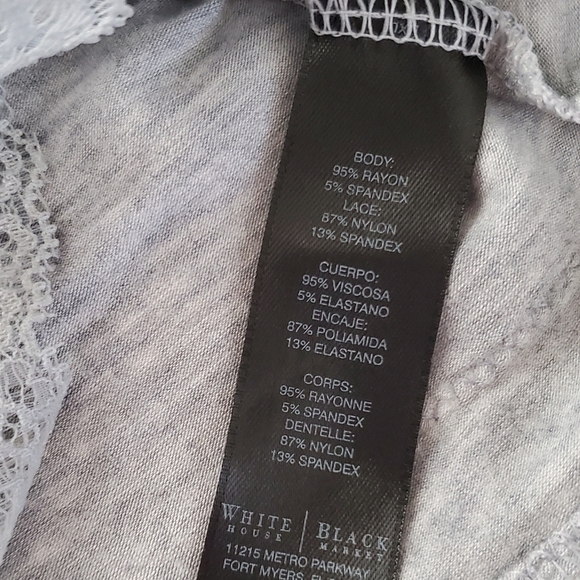 BODY:
95% RAYON
5% SPANDEX
LACE:
87% NYLON
13% SPANDEX
CUERPO:
95% VISCOSA
5% ELASTANO
ENCAJE:
87% POLIAMIDA
13% ELASTANO
CORPS:
95% RAYONNE
5% SPANDEX
DENTELLE:
87% NYLON
13% SPANDEX
WHITE | BLACK
HOUSE MARKET
11215 METRO PARKWAY
FORT MYERS,